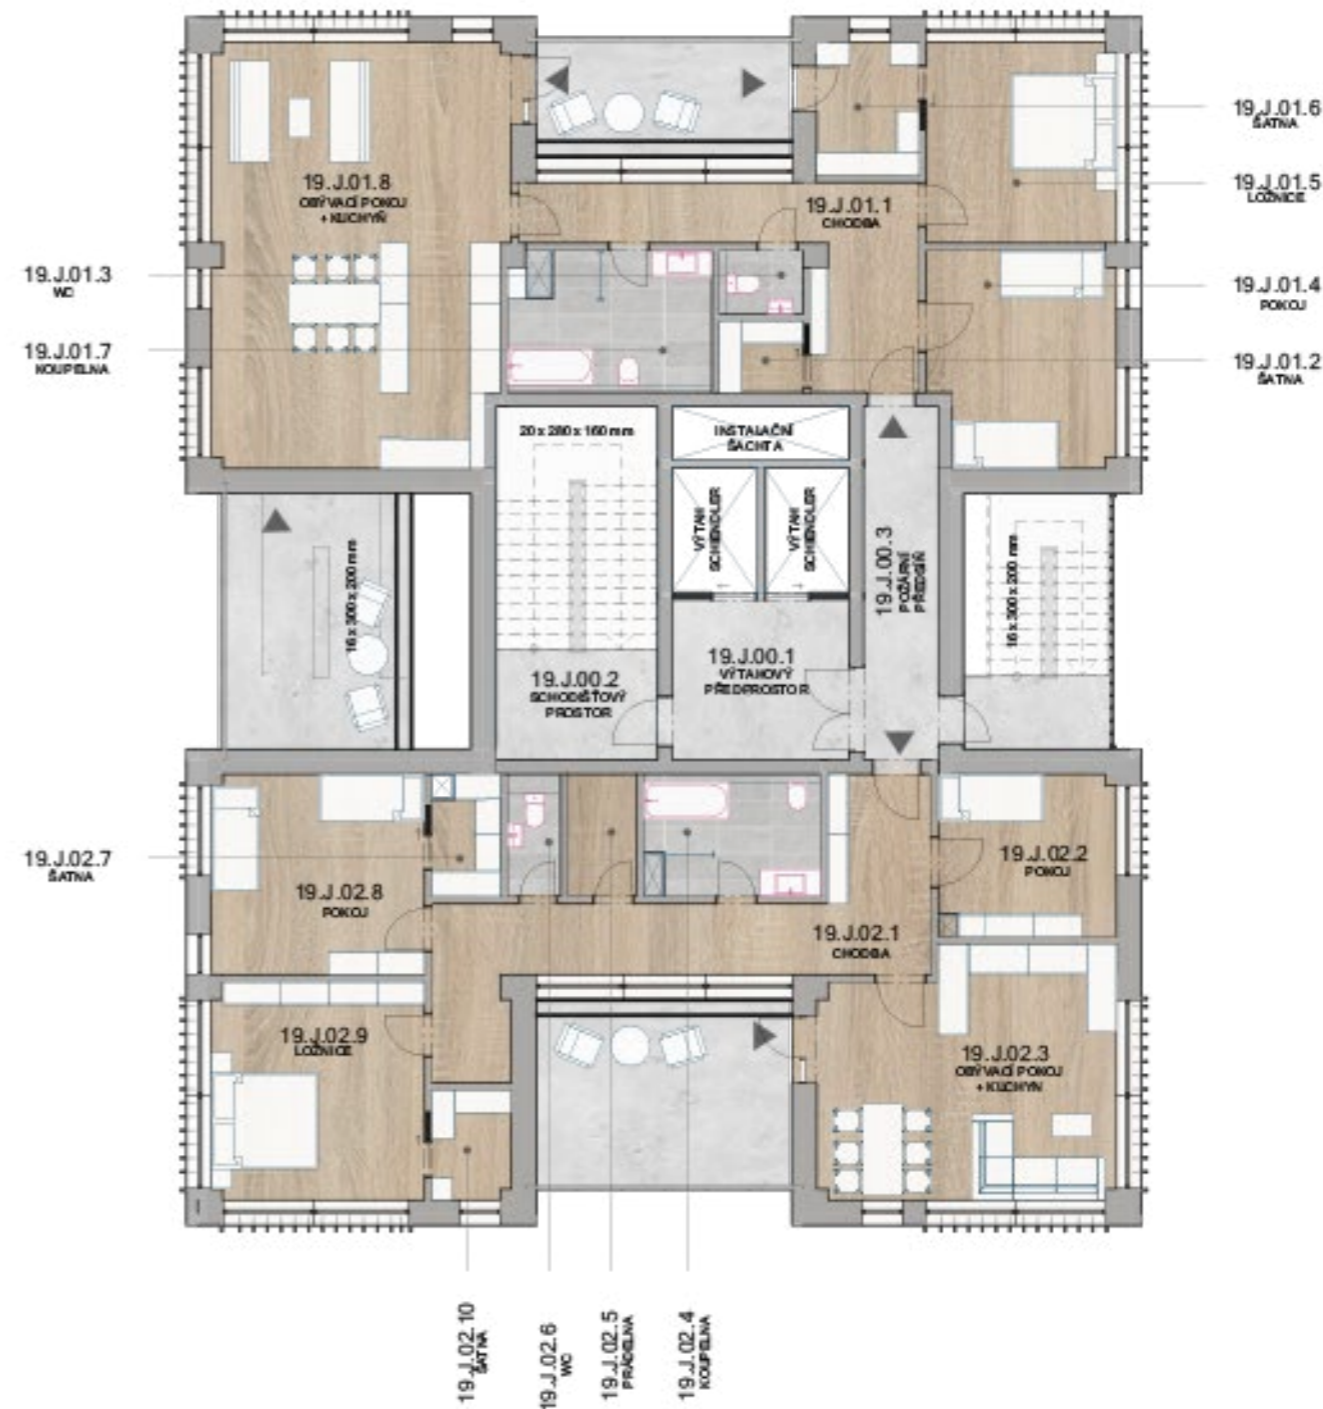 19.J.01.8
OBÝVACÍ POKOJ
+ KUCHYŇ
19.J.01.1
CHODBA
19.J.01.6
ŠATNA
19.J.01.5
LOŽNICE
19.J.01.3
WC
19.J.01.4
POKOJ
19.J.01.7
KOUPELNA
19.J.01.2
ŠATNA
20 x 280 x 160 mm
INSTALAČNÍ
ŠACHTA
VÝTAH
SCHINDLER
VÝTAH
SCHINDLER
19.J.00.3
POŽÁRNÍ
PŘEDSÍŇ
16 x 300 x 200 mm
16 x 300 x 200 mm
19.J.00.2
SCHODIŠŤOVÝ
PROSTOR
19.J.00.1
VÝTAHOVÝ
PŘEDPROSTOR
19.J.02.7
ŠATNA
19.J.02.8
POKOJ
19.J.02.2
POKOJ
19.J.02.1
CHODBA
19.J.02.9
LOŽNICE
19.J.02.3
OBÝVACÍ POKOJ
+ KUCHYN
19.J.02.10
ŠATNA
19.J.02.6
WC
19.J.02.5
PRÁDELNA
19.J.02.4
KOUPELNA